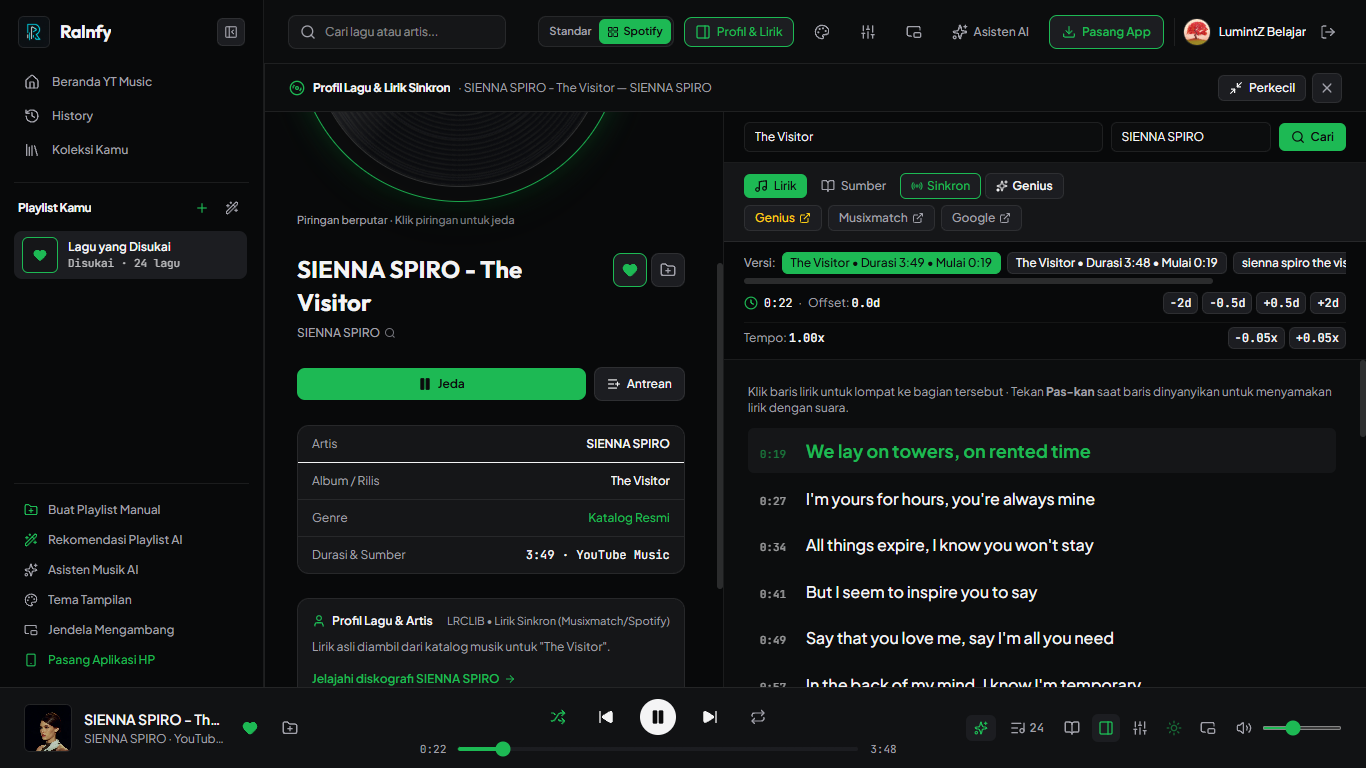 RaInfy
Cari lagu atau artis...
Standar
Spotify
Profil & Lirik
Asisten AI
Pasang App
LumintZ Belajar
Beranda YT Music
History
Koleksi Kamu
Playlist Kamu
Lagu yang Disukai
Disukai · 24 lagu
Buat Playlist Manual
Rekomendasi Playlist AI
Asisten Musik AI
Tema Tampilan
Jendela Mengambang
Pasang Aplikasi HP
Profil Lagu & Lirik Sinkron · SIENNA SPIRO - The Visitor — SIENNA SPIRO
Perkecil
Piringan berputar · Klik piringan untuk jeda
SIENNA SPIRO - The
Visitor
SIENNA SPIRO
Jeda
Antrean
Artis SIENNA SPIRO
Album / Rilis The Visitor
Genre Katalog Resmi
Durasi & Sumber 3:49 · YouTube Music
Profil Lagu & Artis LRCLIB • Lirik Sinkron (Musixmatch/Spotify)
Lirik asli diambil dari katalog musik untuk "The Visitor".
Jelajahi diskografi SIENNA SPIRO →
The Visitor
SIENNA SPIRO
Cari
Lirik
Sumber
Sinkron
Genius
Genius
Musixmatch
Google
Versi: The Visitor • Durasi 3:49 • Mulai 0:19
The Visitor • Durasi 3:48 • Mulai 0:19
sienna spiro the vis
0:22 · Offset: 0.0d
-2d
-0.5d
+0.5d
+2d
Tempo: 1.00x
-0.05x
+0.05x
Klik baris lirik untuk lompat ke bagian tersebut · Tekan Pas-kan saat baris dinyanyikan untuk menyamakan
lirik dengan suara.
0:19 We lay on towers, on rented time
0:27 I'm yours for hours, you're always mine
0:34 All things expire, I know you won't stay
0:41 But I seem to inspire you to say
0:49 Say that you love me, say I'm all you need
0:57 In the back of my mind, I know I'm temporary
SIENNA SPIRO - Th...
SIENNA SPIRO · YouTub...
0:22
3:48
24